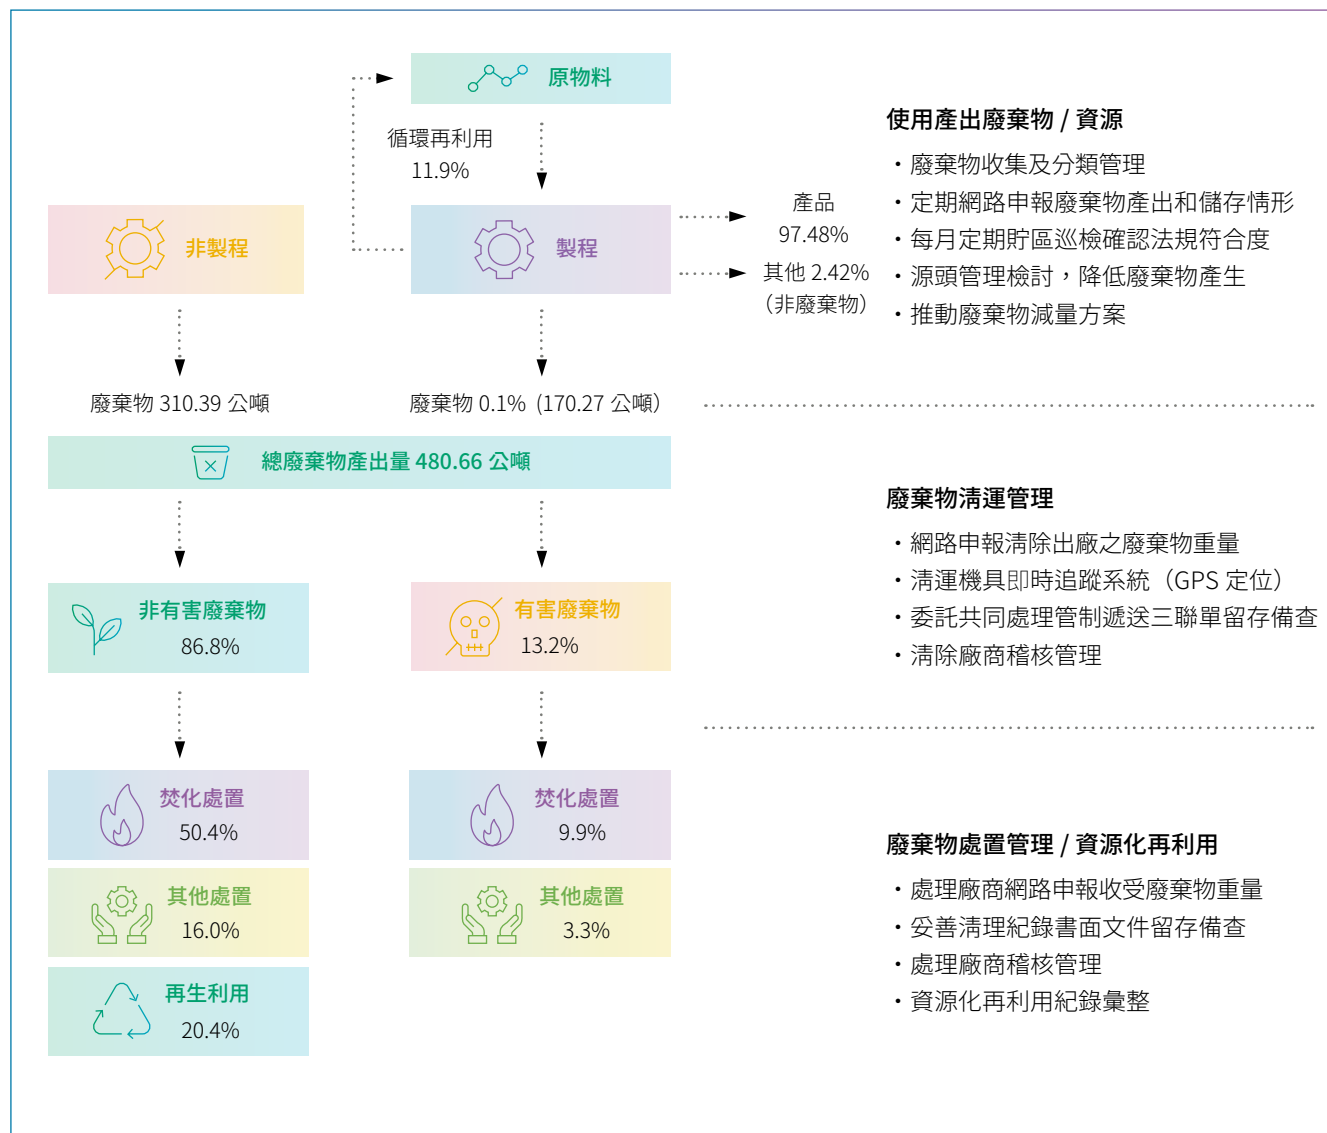 原物料
循環再利用
11.9%
非製程
製程
產品
97.48%
其他 2.42%
（非廢棄物）
廢棄物 310.39 公噸
廢棄物 0.1% (170.27 公噸）
總廢棄物產出量 480.66 公噸
非有害廢棄物
86.8%
有害廢棄物
13.2%
焚化處置
50.4%
焚化處置
9.9%
其他處置
16.0%
其他處置
3.3%
再生利用
20.4%
使用產出廢棄物 / 資源
・廢棄物收集及分類管理
・定期網路申報廢棄物產出和儲存情形
・每月定期貯區巡檢確認法規符合度
・源頭管理檢討，降低廢棄物產生
・推動廢棄物減量方案
廢棄物清運管理
・網路申報清除出廠之廢棄物重量
・清運機具即時追蹤系統（GPS 定位）
・委託共同處理管制遞送三聯單留存備查
・清除廠商稽核管理
廢棄物處置管理 / 資源化再利用
・處理廠商網路申報收受廢棄物重量
・妥善清理紀錄書面文件留存備查
・處理廠商稽核管理
・資源化再利用紀錄彙整